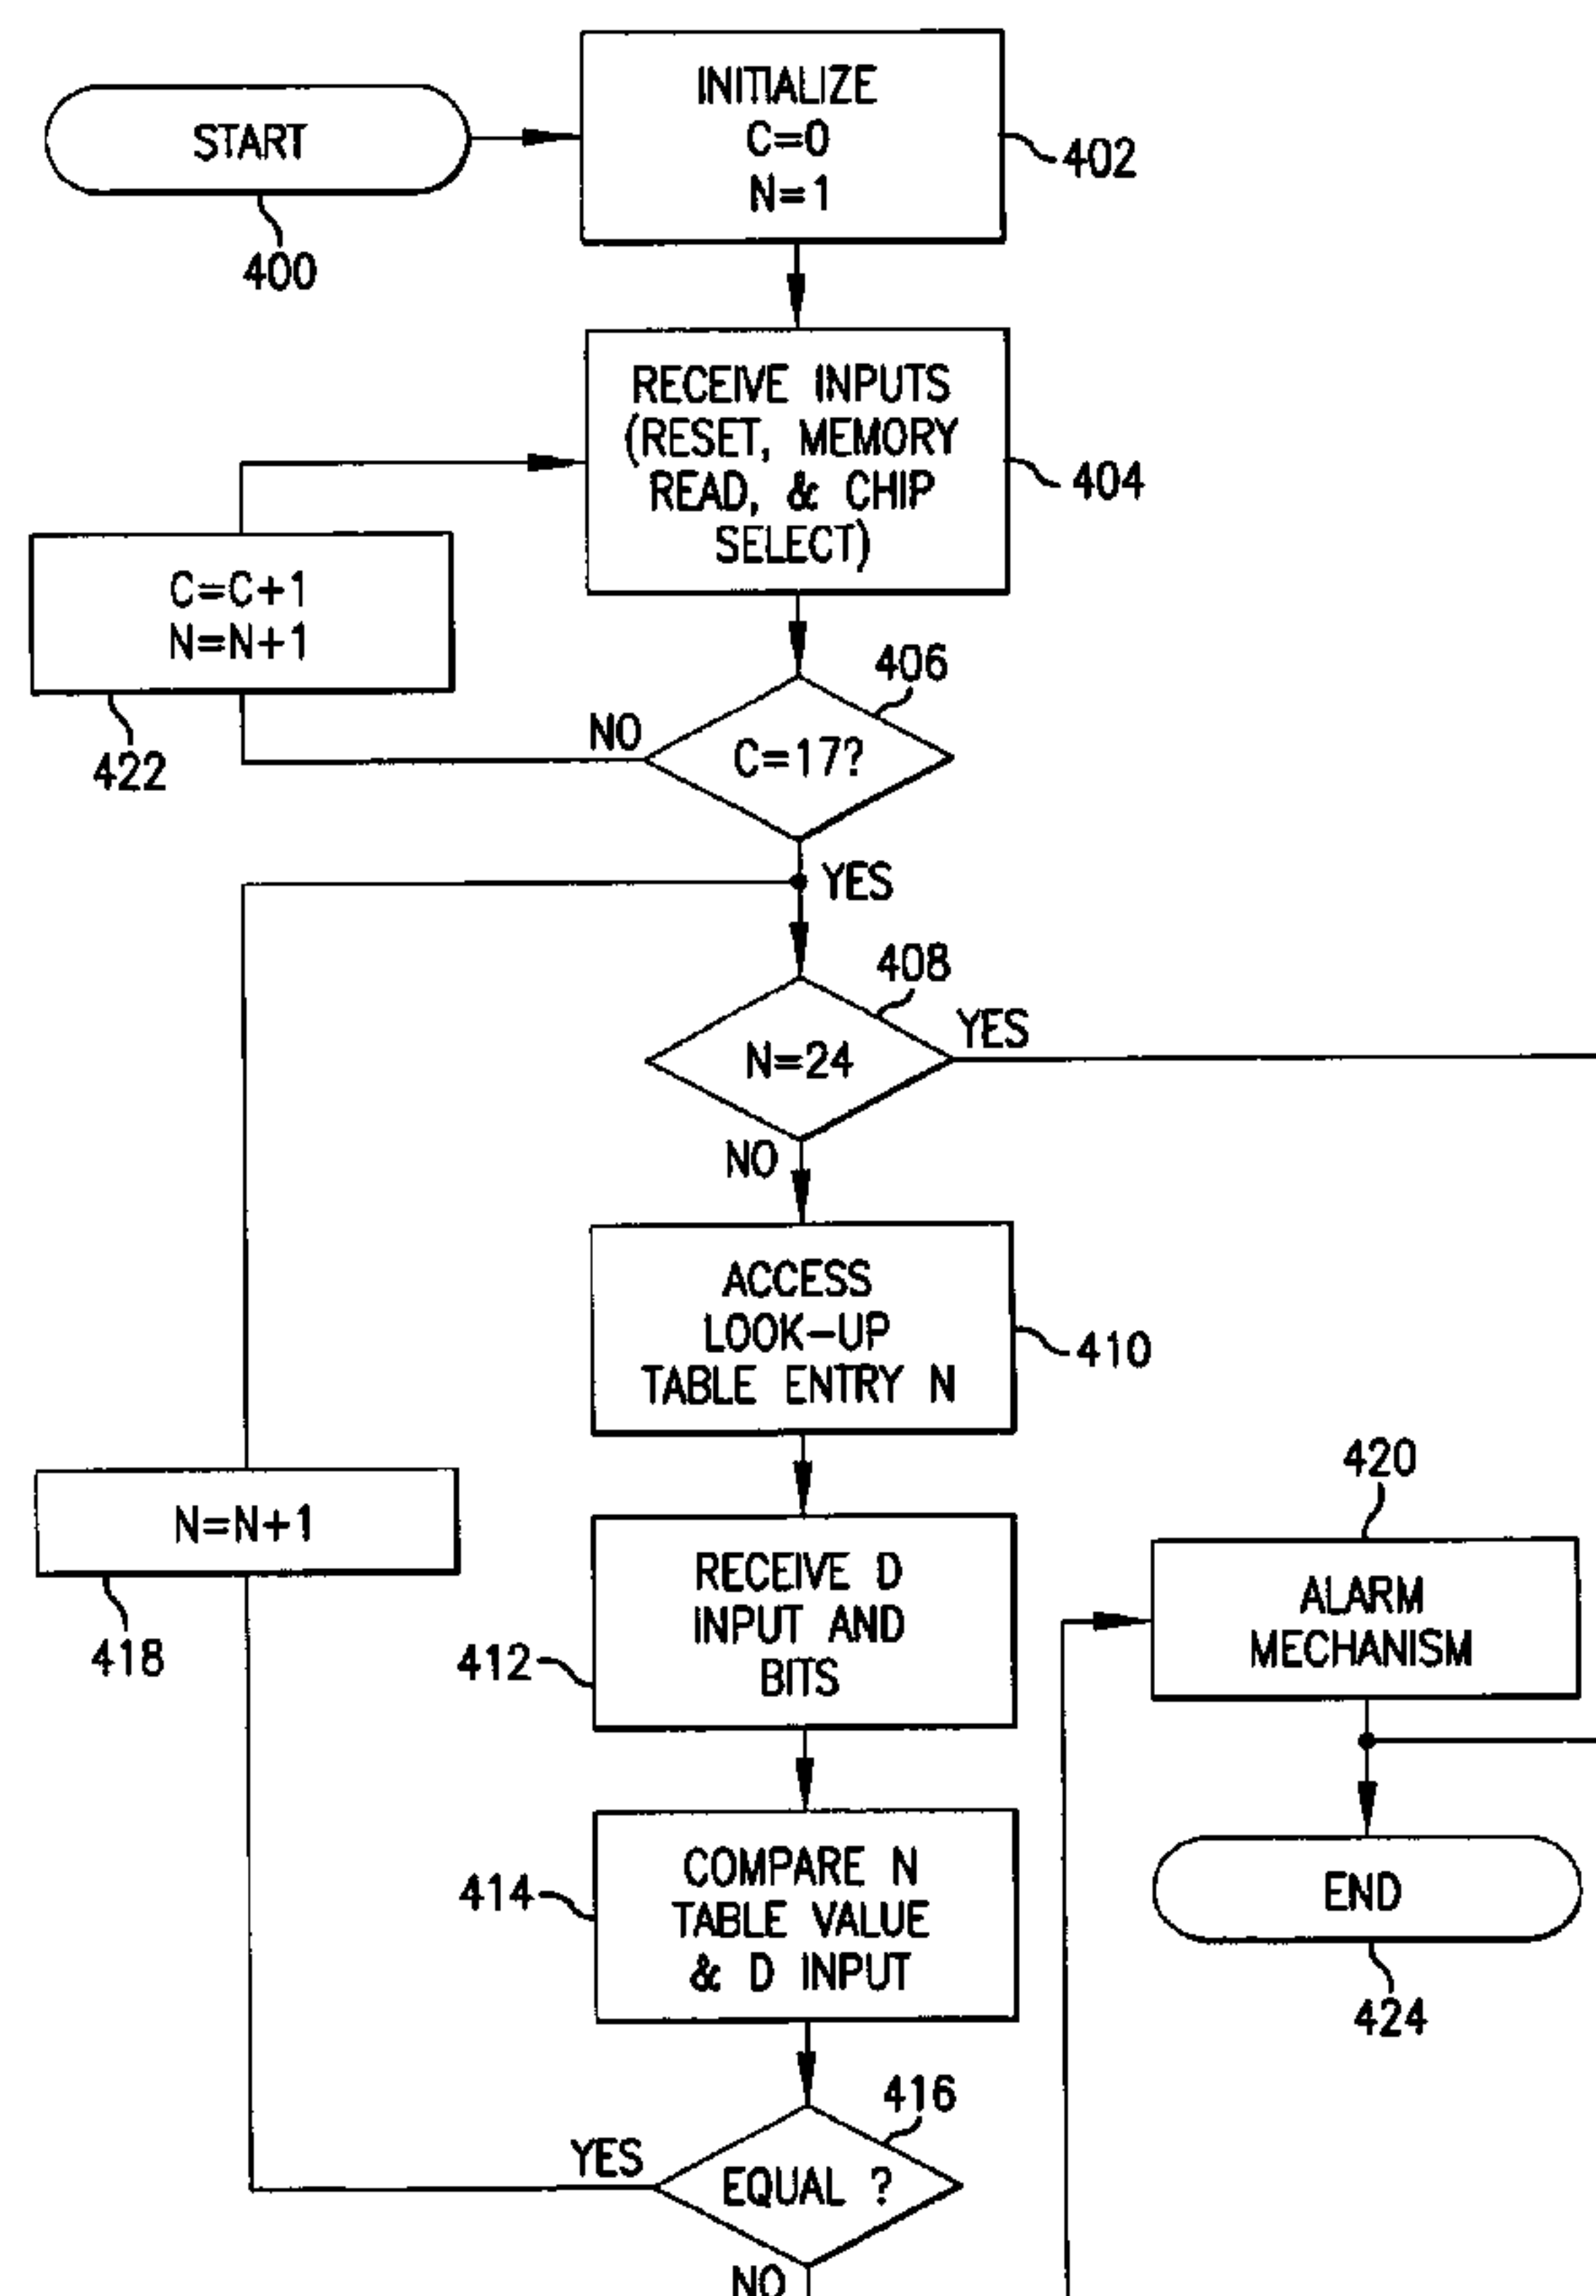 START
400
INITIALIZE
C=0
N=1
402
RECEIVE INPUTS
(RESET, MEMORY
READ, & CHIP
SELECT)
404
C=C+1
N=N+1
422
406
NO
C=17?
YES
408
N=24
YES
NO
ACCESS
LOOK-UP
TABLE ENTRY N
410
N=N+1
418
RECEIVE D
INPUT AND
BITS
412
420
ALARM
MECHANISM
COMPARE N
TABLE VALUE
& D INPUT
414
END
424
416
YES
EQUAL ?
NO